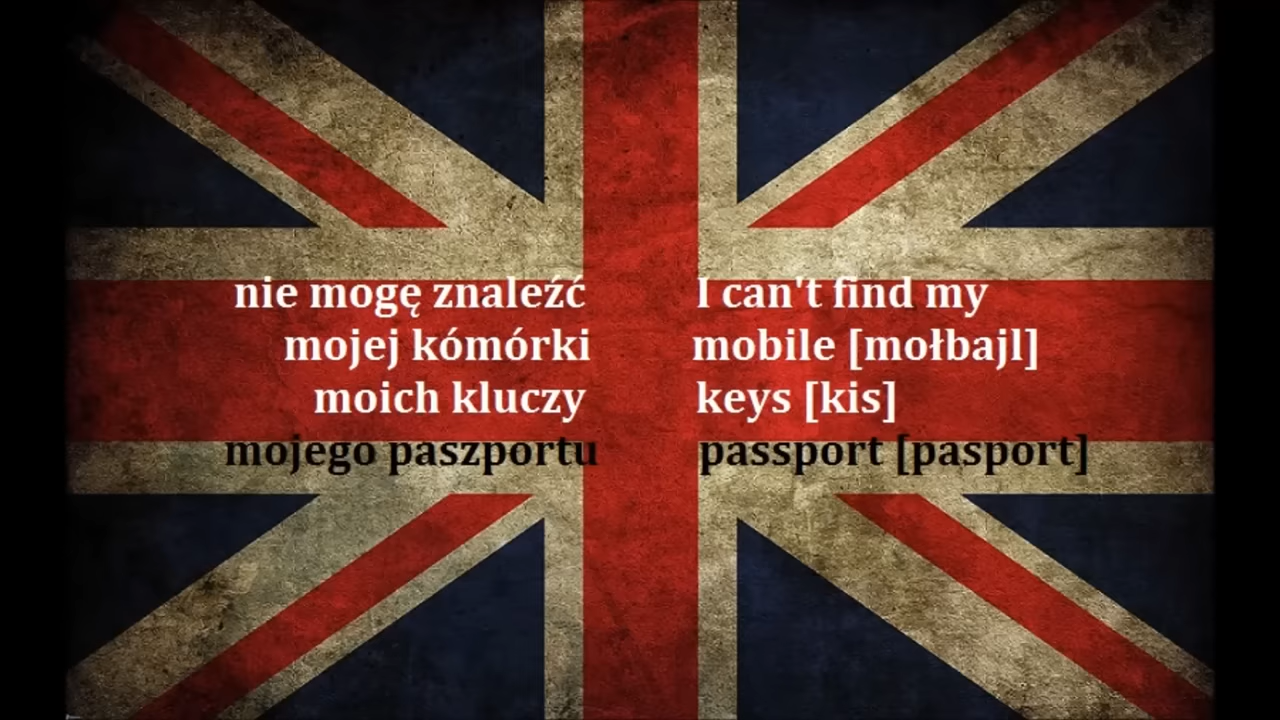 nie mogę znaleźć I can't find my
mojej kómórki mobile [mołbajl]
moich kluczy keys [kis]
mojego paszportu passport [pasport]